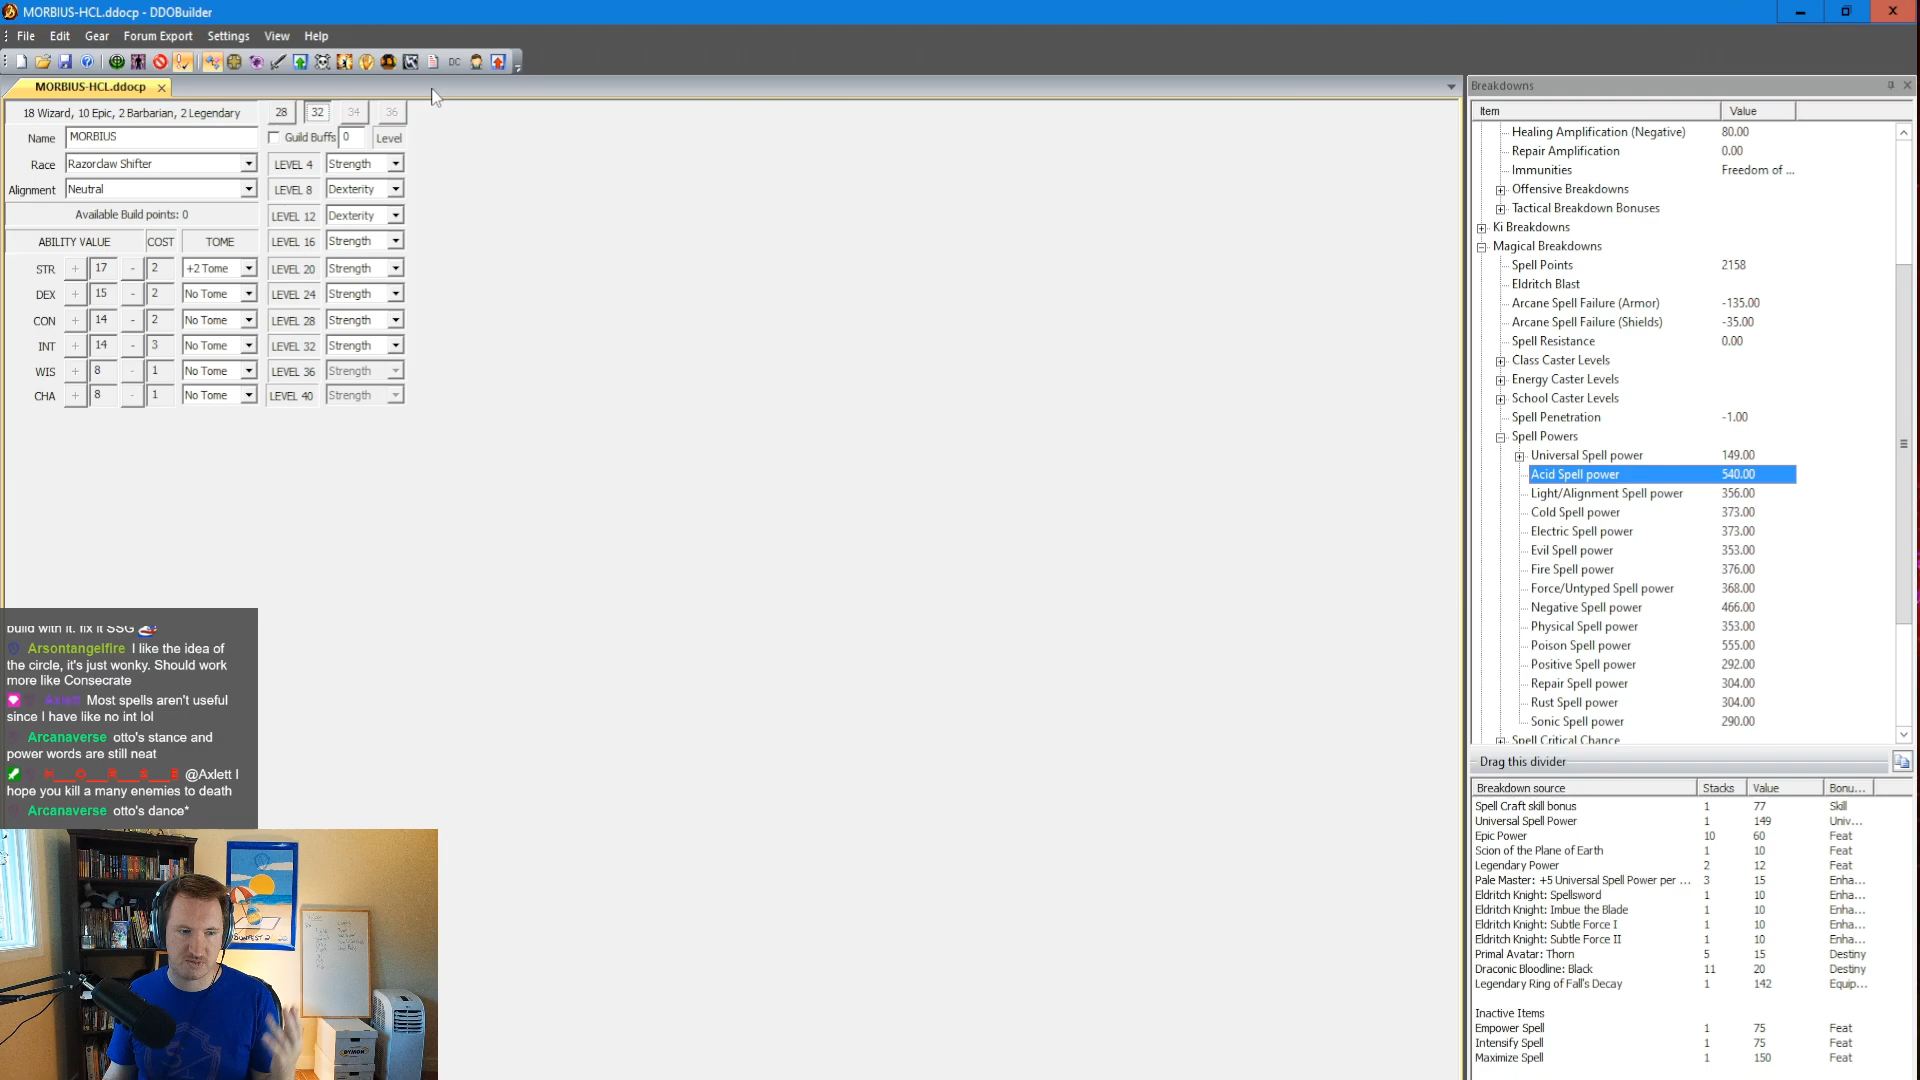 MORBIUS-HCL.ddocp - DDOBuilder
File Edit Gear Forum Export Settings View Help
DC
MORBIUS-HCL.ddocp
18 Wizard, 10 Epic, 2 Barbarian, 2 Legendary
28 32 34 36
Name MORBIUS
Guild Buffs 0 Level
Race Razorclaw Shifter
LEVEL 4 Strength
Alignment Neutral
LEVEL 8 Dexterity
Available Build points: 0
LEVEL 12 Dexterity
ABILITY VALUE COST TOME
LEVEL 16 Strength
STR + 17 - 2 +2 Tome
LEVEL 20 Strength
DEX + 15 - 2 No Tome
LEVEL 24 Strength
CON + 14 - 2 No Tome
LEVEL 28 Strength
INT + 14 - 3 No Tome
LEVEL 32 Strength
WIS + 8 - 1 No Tome
LEVEL 36 Strength
CHA + 8 - 1 No Tome
LEVEL 40 Strength
build with it. fix it SSG
Arsontangelfire I like the idea of
the circle, it's just wonky. Should work
more like Consecrate
Axlett Most spells aren't useful
since I have like no int lol
Arcanaverse otto's stance and
power words are still neat
@Axlett I
hope you kill a many enemies to death
Arcanaverse otto's dance*
DYMON
Breakdowns
Item Value
Healing Amplification (Negative) 80.00
Repair Amplification 0.00
Immunities Freedom of ...
Offensive Breakdowns
Tactical Breakdown Bonuses
Ki Breakdowns
Magical Breakdowns
Spell Points 2158
Eldritch Blast
Arcane Spell Failure (Armor) -135.00
Arcane Spell Failure (Shields) -35.00
Spell Resistance 0.00
Class Caster Levels
Energy Caster Levels
School Caster Levels
Spell Penetration -1.00
Spell Powers
Universal Spell power 149.00
Acid Spell power 540.00
Light/Alignment Spell power 356.00
Cold Spell power 373.00
Electric Spell power 373.00
Evil Spell power 353.00
Fire Spell power 376.00
Force/Untyped Spell power 368.00
Negative Spell power 466.00
Physical Spell power 353.00
Poison Spell power 555.00
Positive Spell power 292.00
Repair Spell power 304.00
Rust Spell power 304.00
Sonic Spell power 290.00
Spell Critical Chance
Drag this divider
Breakdown source Stacks Value Bonu...
Spell Craft skill bonus 1 77 Skill
Universal Spell Power 1 149 Univ...
Epic Power 10 60 Feat
Scion of the Plane of Earth 1 10 Feat
Legendary Power 2 12 Feat
Pale Master: +5 Universal Spell Power per ... 3 15 Enha...
Eldritch Knight: Spellsword 1 10 Enha...
Eldritch Knight: Imbue the Blade 1 10 Enha...
Eldritch Knight: Subtle Force I 1 10 Enha...
Eldritch Knight: Subtle Force II 1 10 Enha...
Primal Avatar: Thorn 5 15 Destiny
Draconic Bloodline: Black 11 20 Destiny
Legendary Ring of Fall's Decay 1 142 Equip...
Inactive Items
Empower Spell 1 75 Feat
Intensify Spell 1 75 Feat
Maximize Spell 1 150 Feat